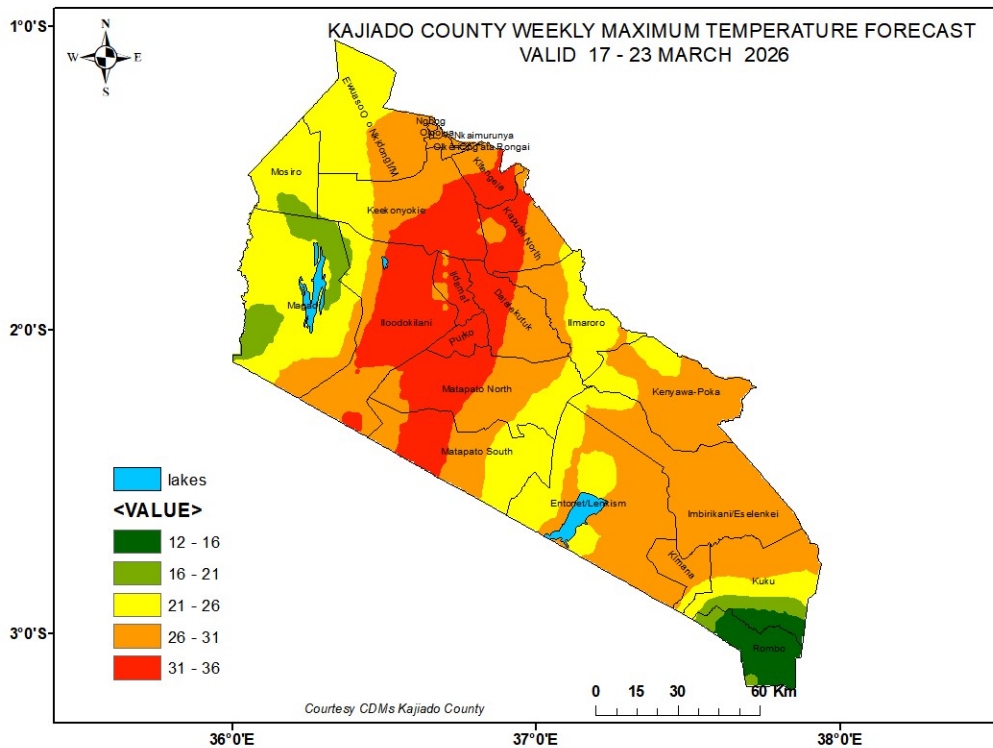 KAJIADO COUNTY WEEKLY MAXIMUM TEMPERATURE FORECAST
VALID 17 - 23 MARCH 2026
1°0'S
2°0'S
3°0'S
N
W
E
S
Ewuaso O
o Nkidong'i/M
Ngong
Nkaimurunya
Rongai
Kitengela
Mosiro
Keekonyokie
Kaputei North
Magadi
Ildamat
Iloodokilani
Dalalekutuk
Purko
Ilmaroro
Matapato North
Kenyawa-Poka
Matapato South
Entonet/Lenkism
Imbirikani/Eselenkei
Kimana
Kuku
Rombo
lakes
<VALUE>
12 - 16
16 - 21
21 - 26
26 - 31
31 - 36
0 15 30 60 Km
Courtesy CDMs Kajiado County
36°0'E
37°0'E
38°0'E